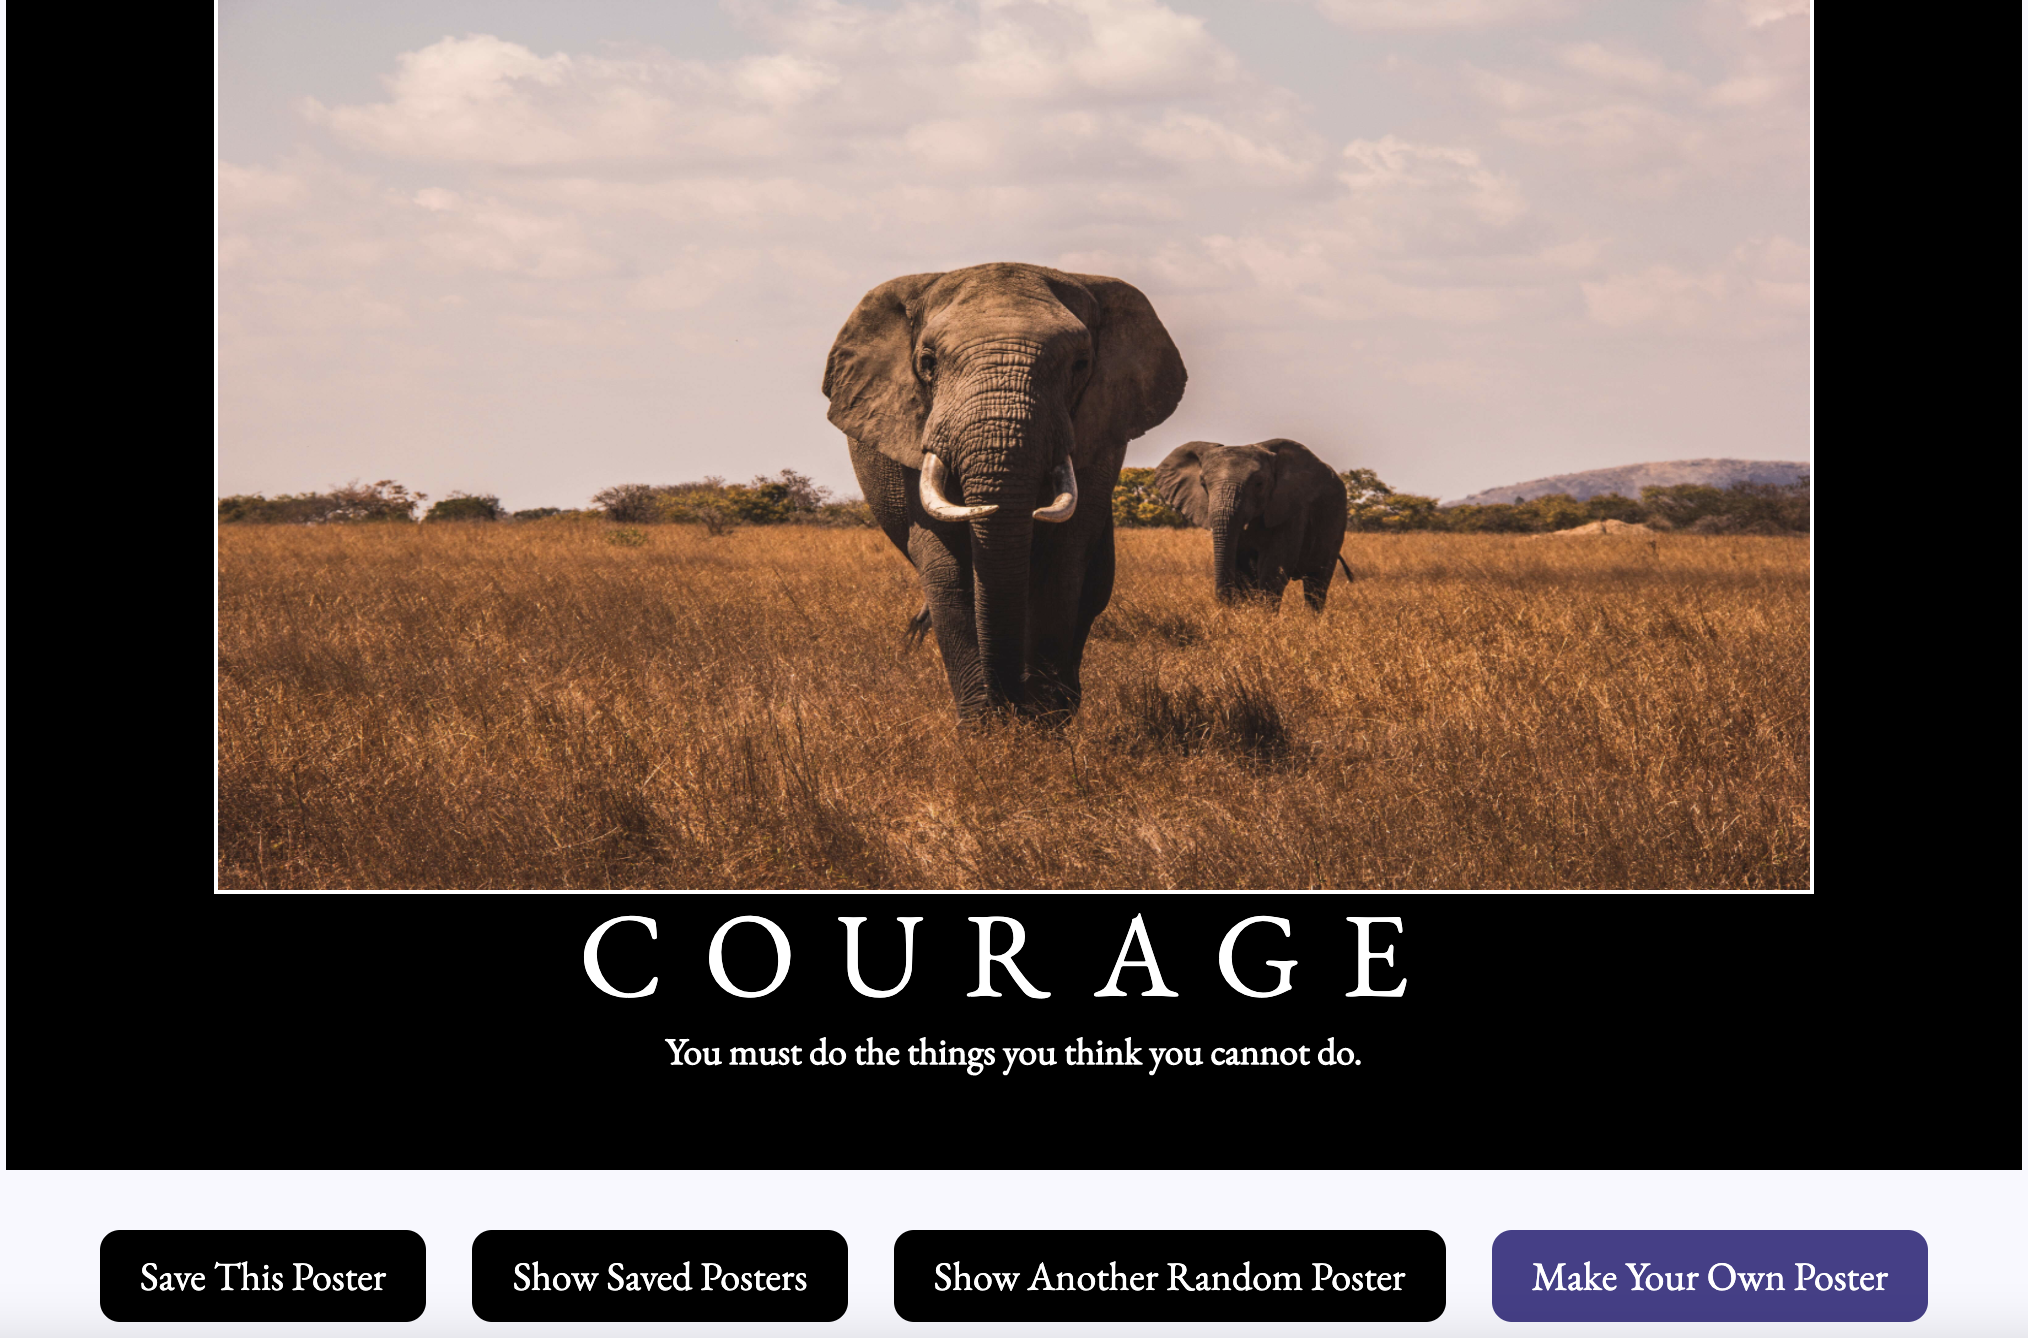 COURAGE
You must do the things you think you cannot do.
Save This Poster
Show Saved Posters
Show Another Random Poster
Make Your Own Poster